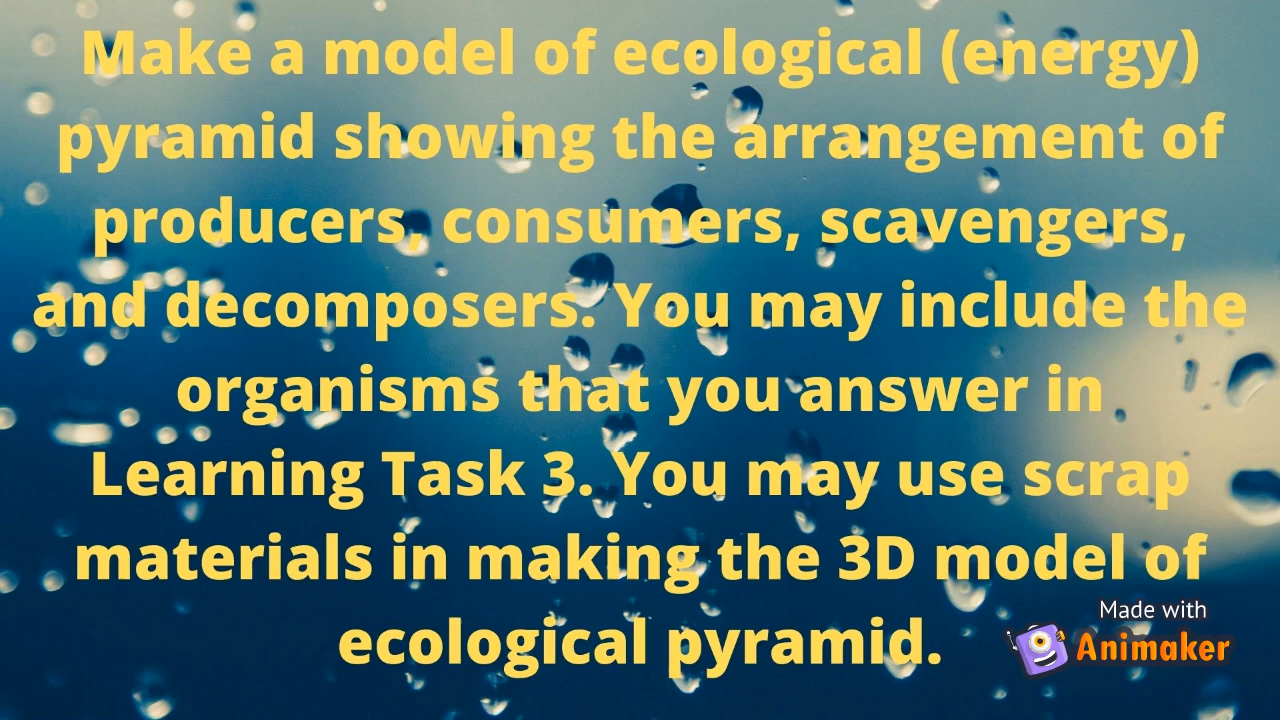 Make a model of ecological (energy)
pyramid showing the arrangement of
producers, consumers, scavengers,
and decomposers. You may include the
organisms that you answer in
Learning Task 3. You may use scrap
materials in making the 3D model of
ecological pyramid.
Made with
Animaker